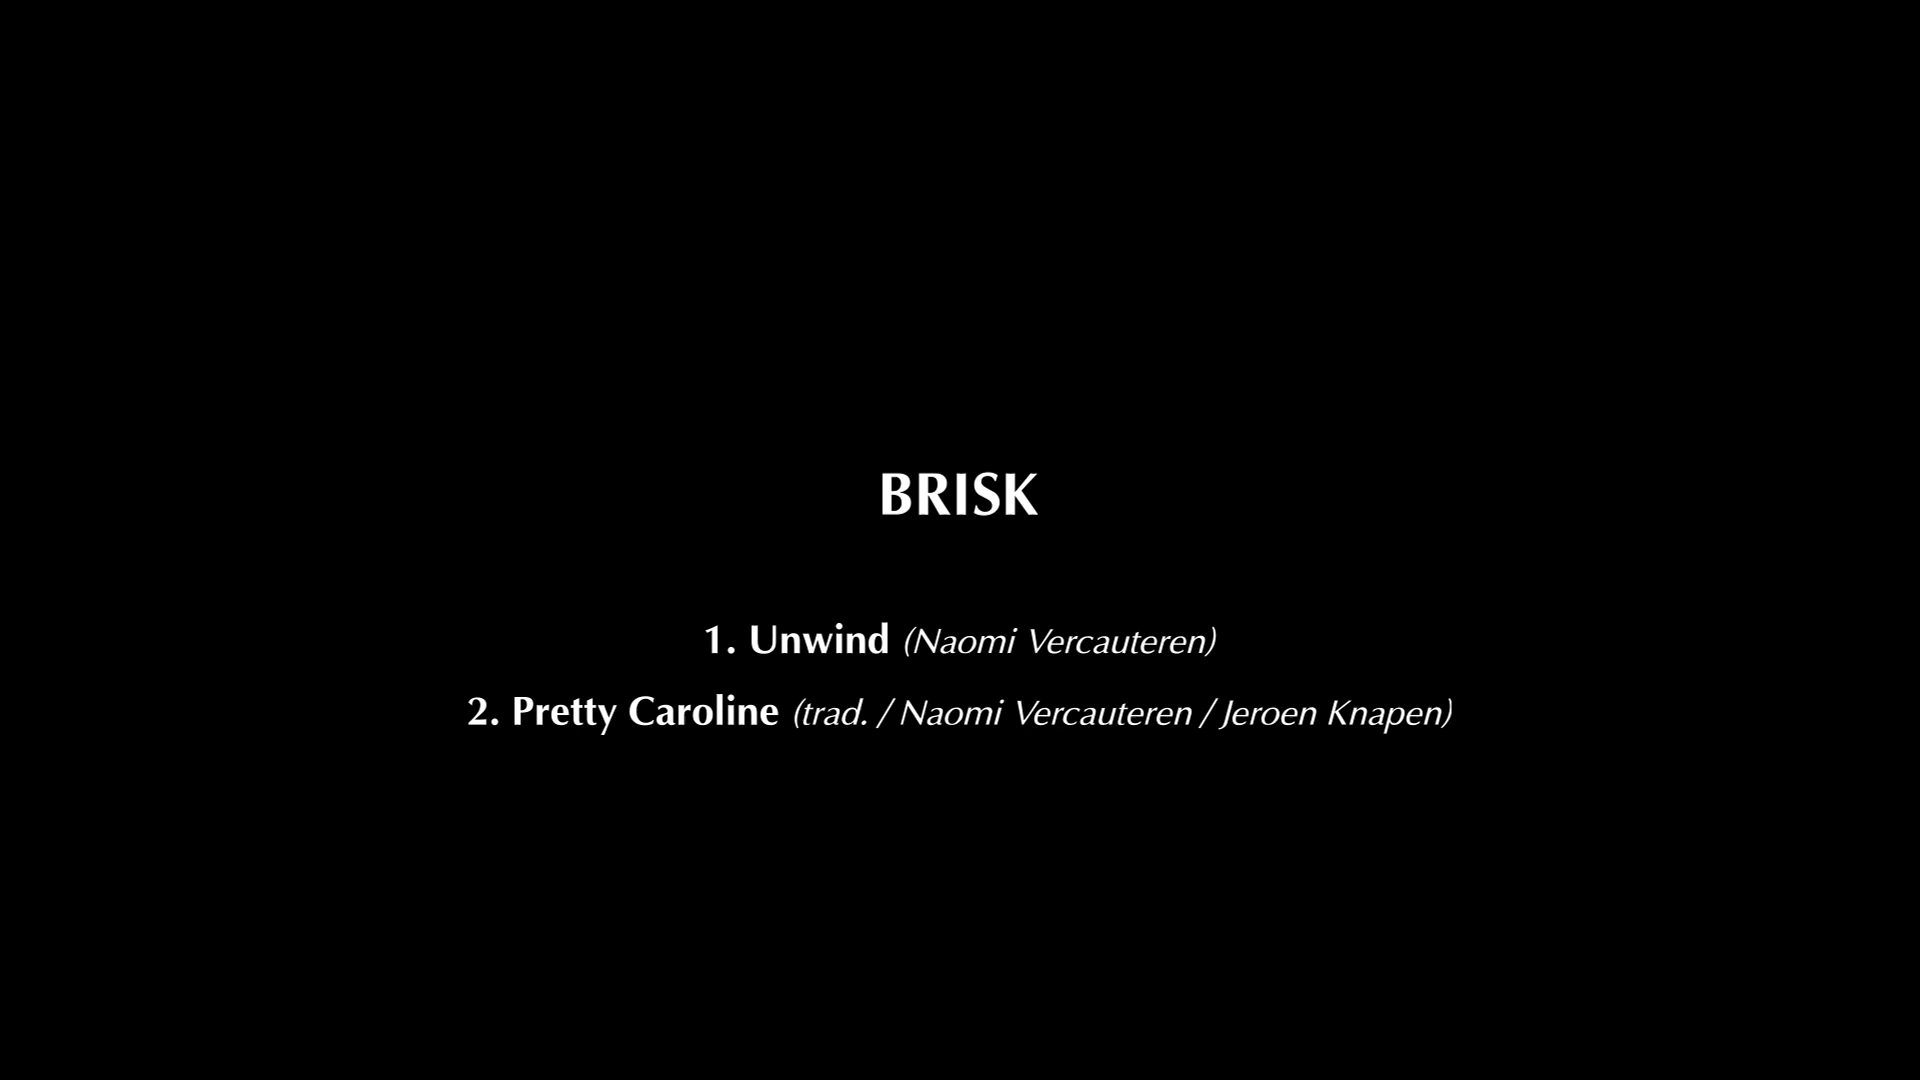 BRISK
1. Unwind (Naomi Vercauteren)
2. Pretty Caroline (trad. / Naomi Vercauteren / Jeroen Knapen)